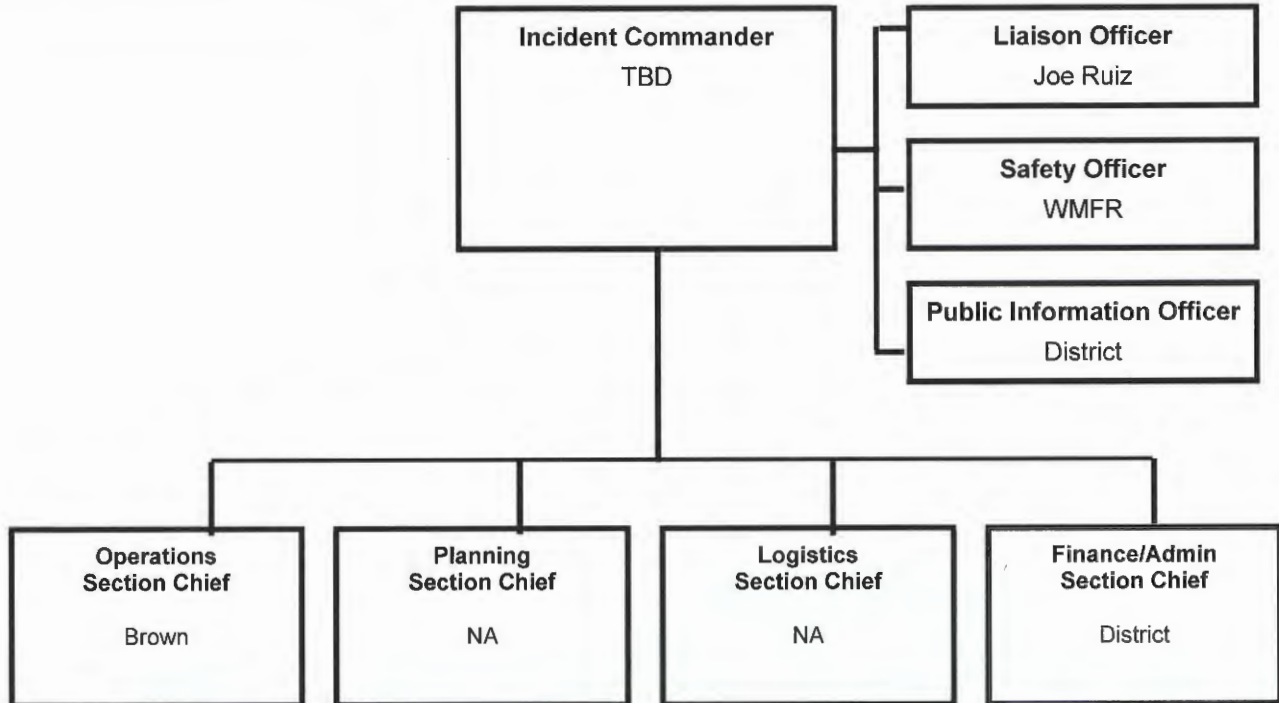 Incident Commander
TBD
Liaison Officer
Joe Ruiz
Safety Officer
WMFR
Public Information Officer
District
Operations
Section Chief
Brown
Planning
Section Chief
NA
Logistics
Section Chief
NA
Finance/Admin
Section Chief
District